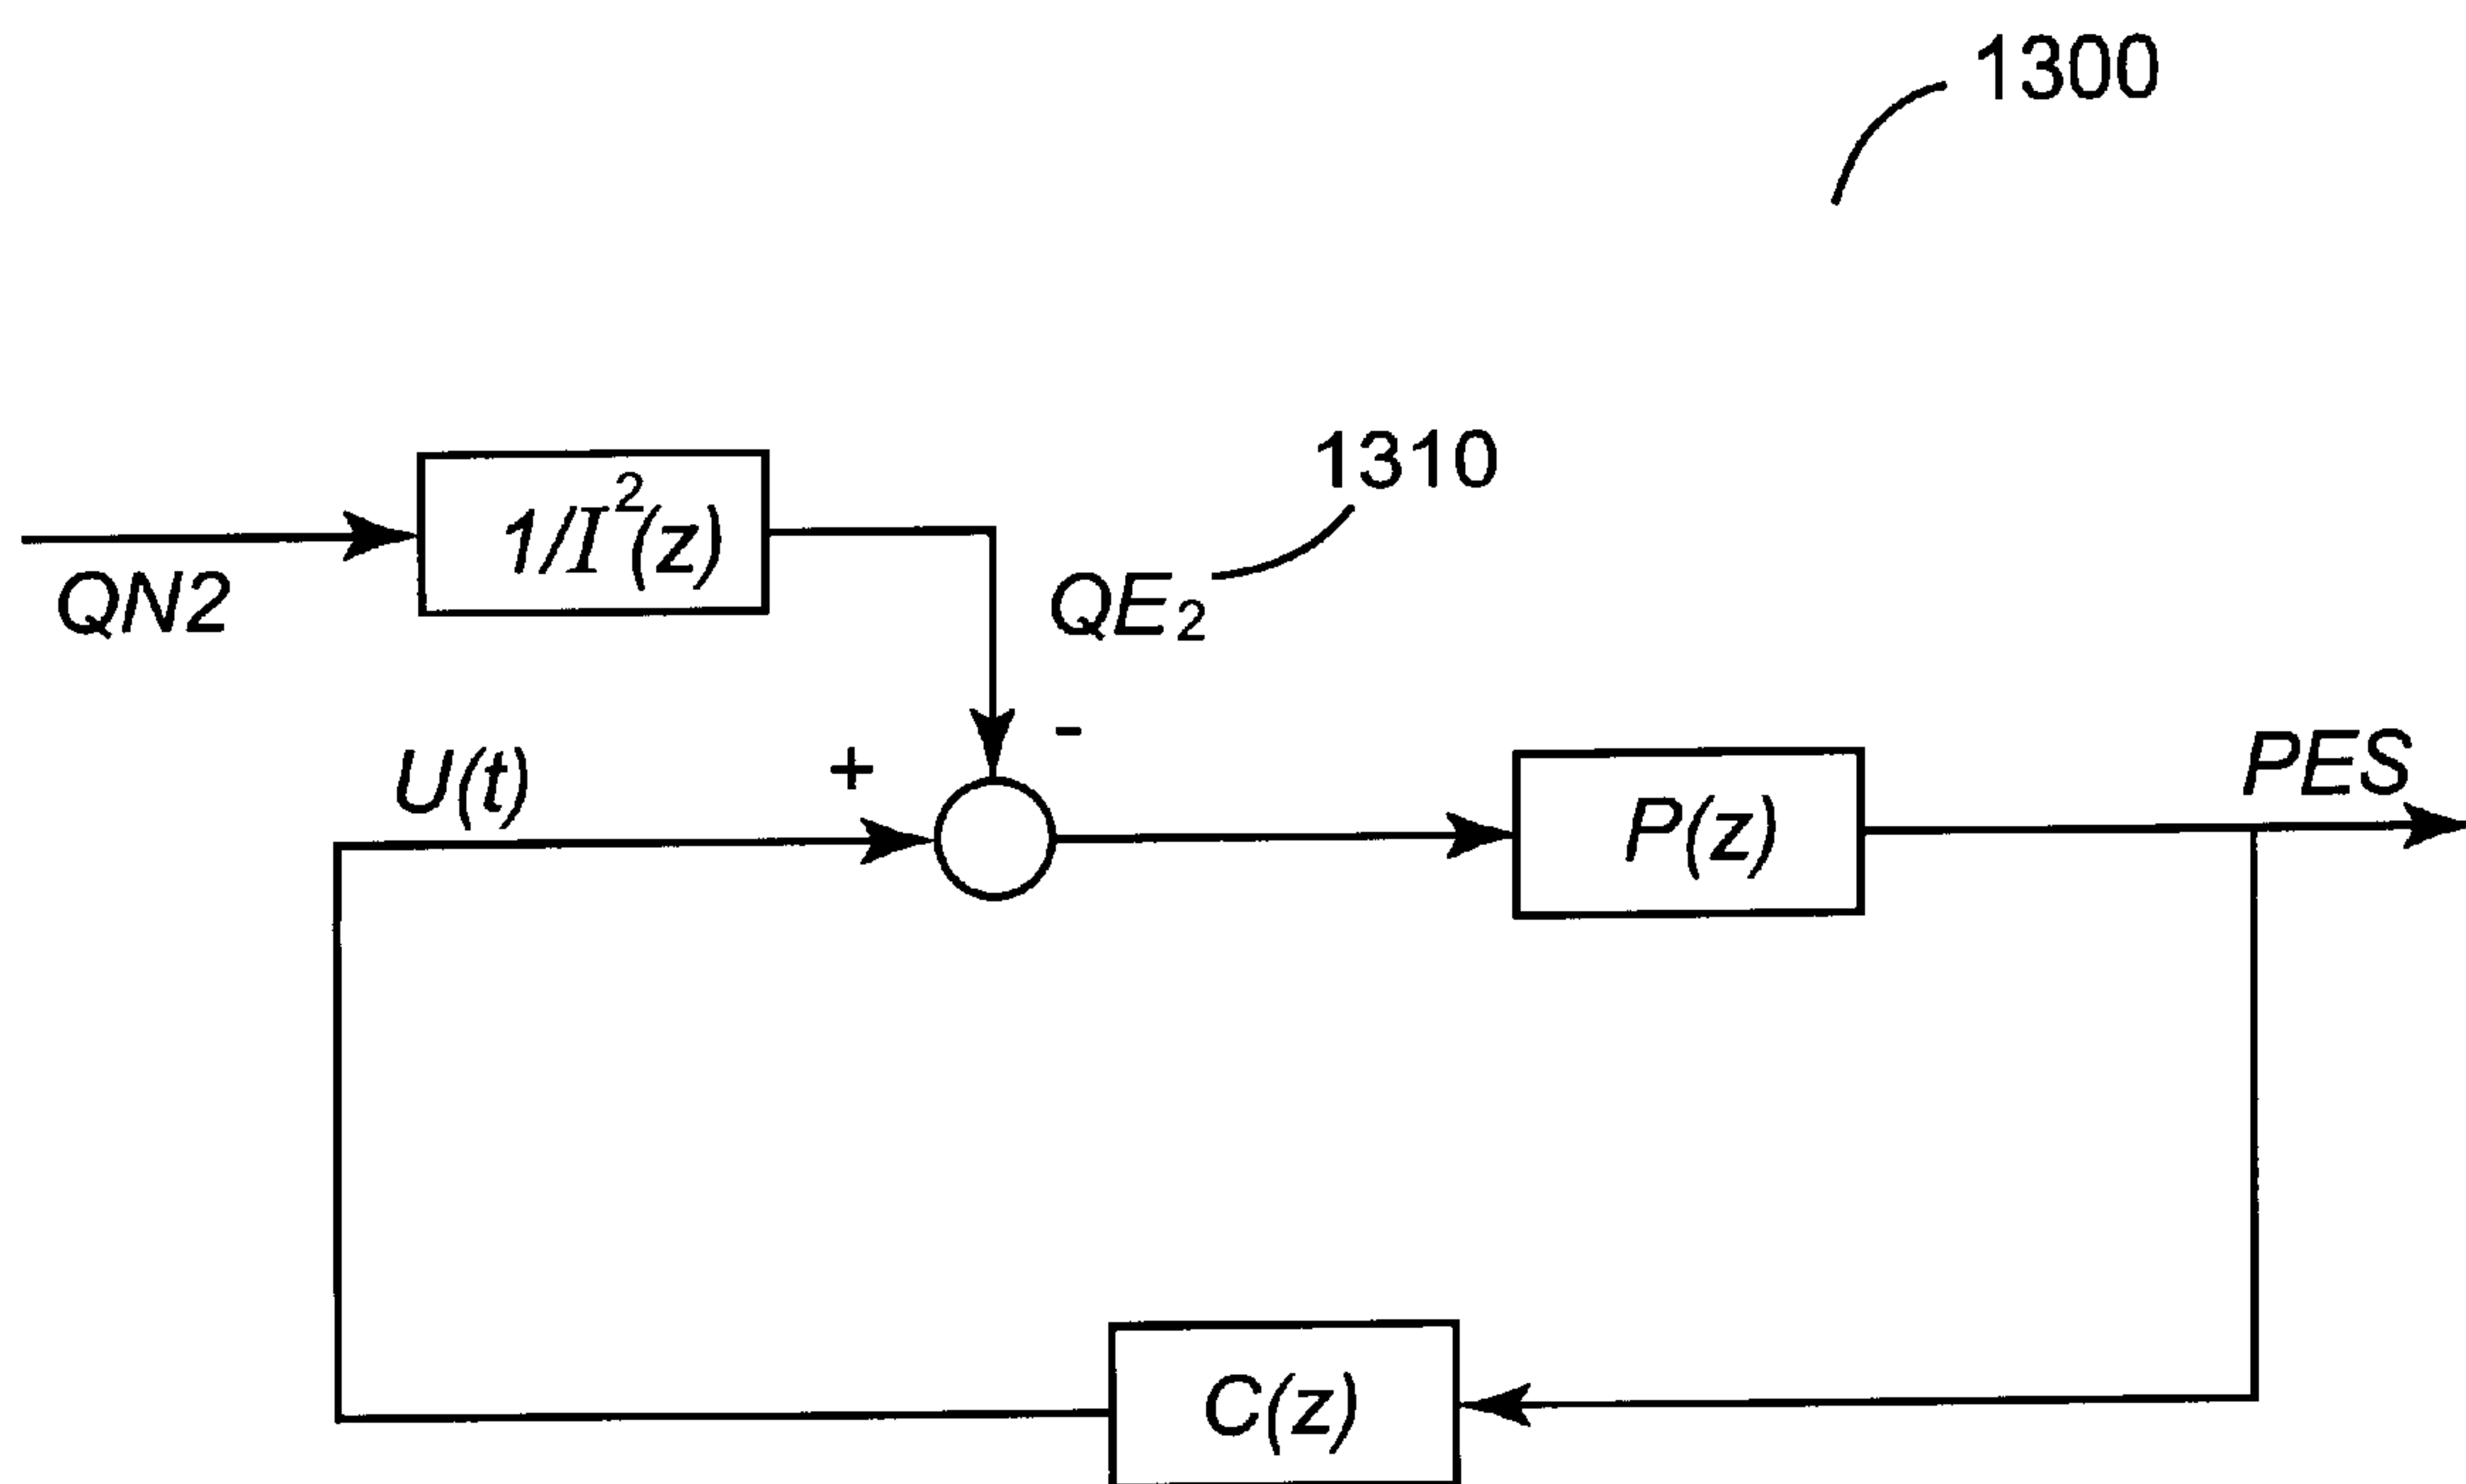 1300
1310
1/I²(z)
QN2
QE₂
-
+
U(t)
PES
P(z)
C(z)